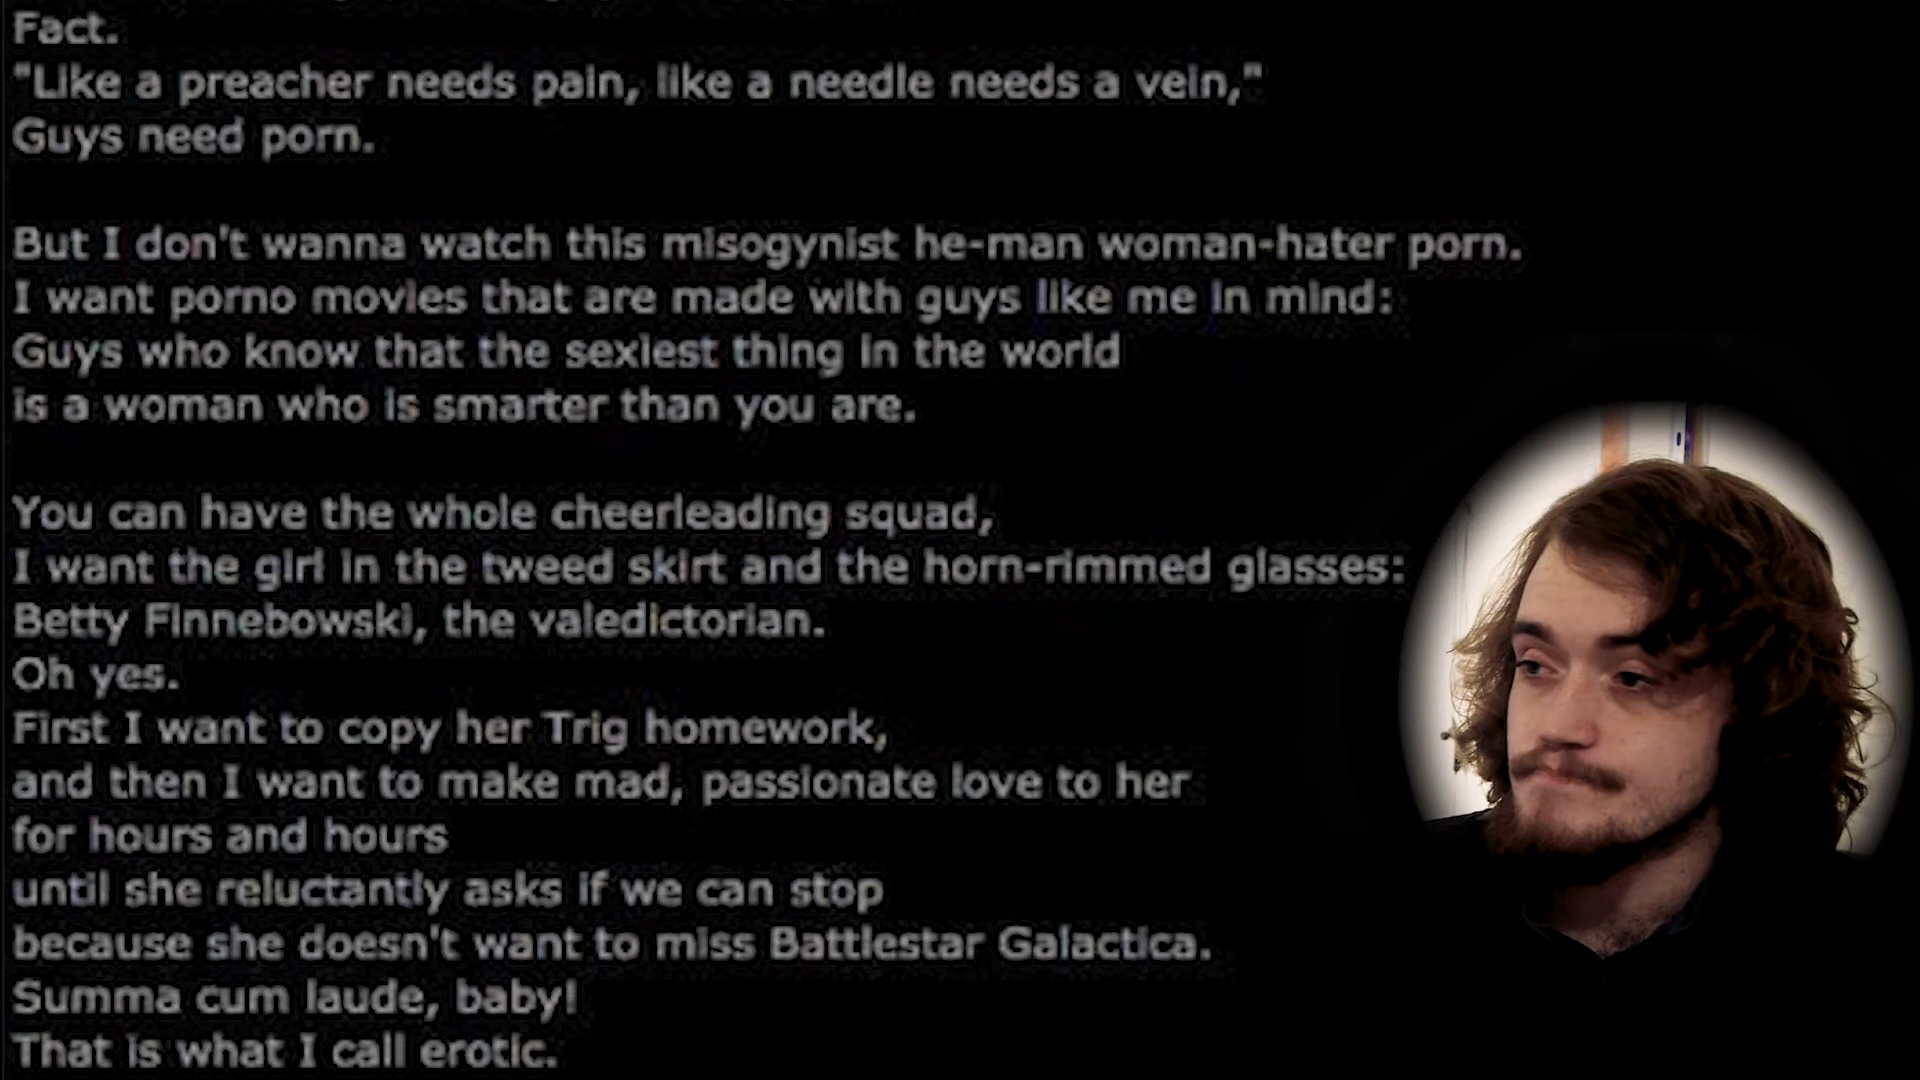 Fact.
"Like a preacher needs pain, like a needle needs a vein,"
Guys need porn.
But I don't wanna watch this misogynist he-man woman-hater porn.
I want porno movies that are made with guys like me in mind:
Guys who know that the sexiest thing in the world
is a woman who is smarter than you are.
You can have the whole cheerleading squad,
I want the girl in the tweed skirt and the horn-rimmed glasses:
Betty Finnebowski, the valedictorian.
Oh yes.
First I want to copy her Trig homework,
and then I want to make mad, passionate love to her
for hours and hours
until she reluctantly asks if we can stop
because she doesn't want to miss Battlestar Galactica.
Summa cum laude, baby!
That is what I call erotic.